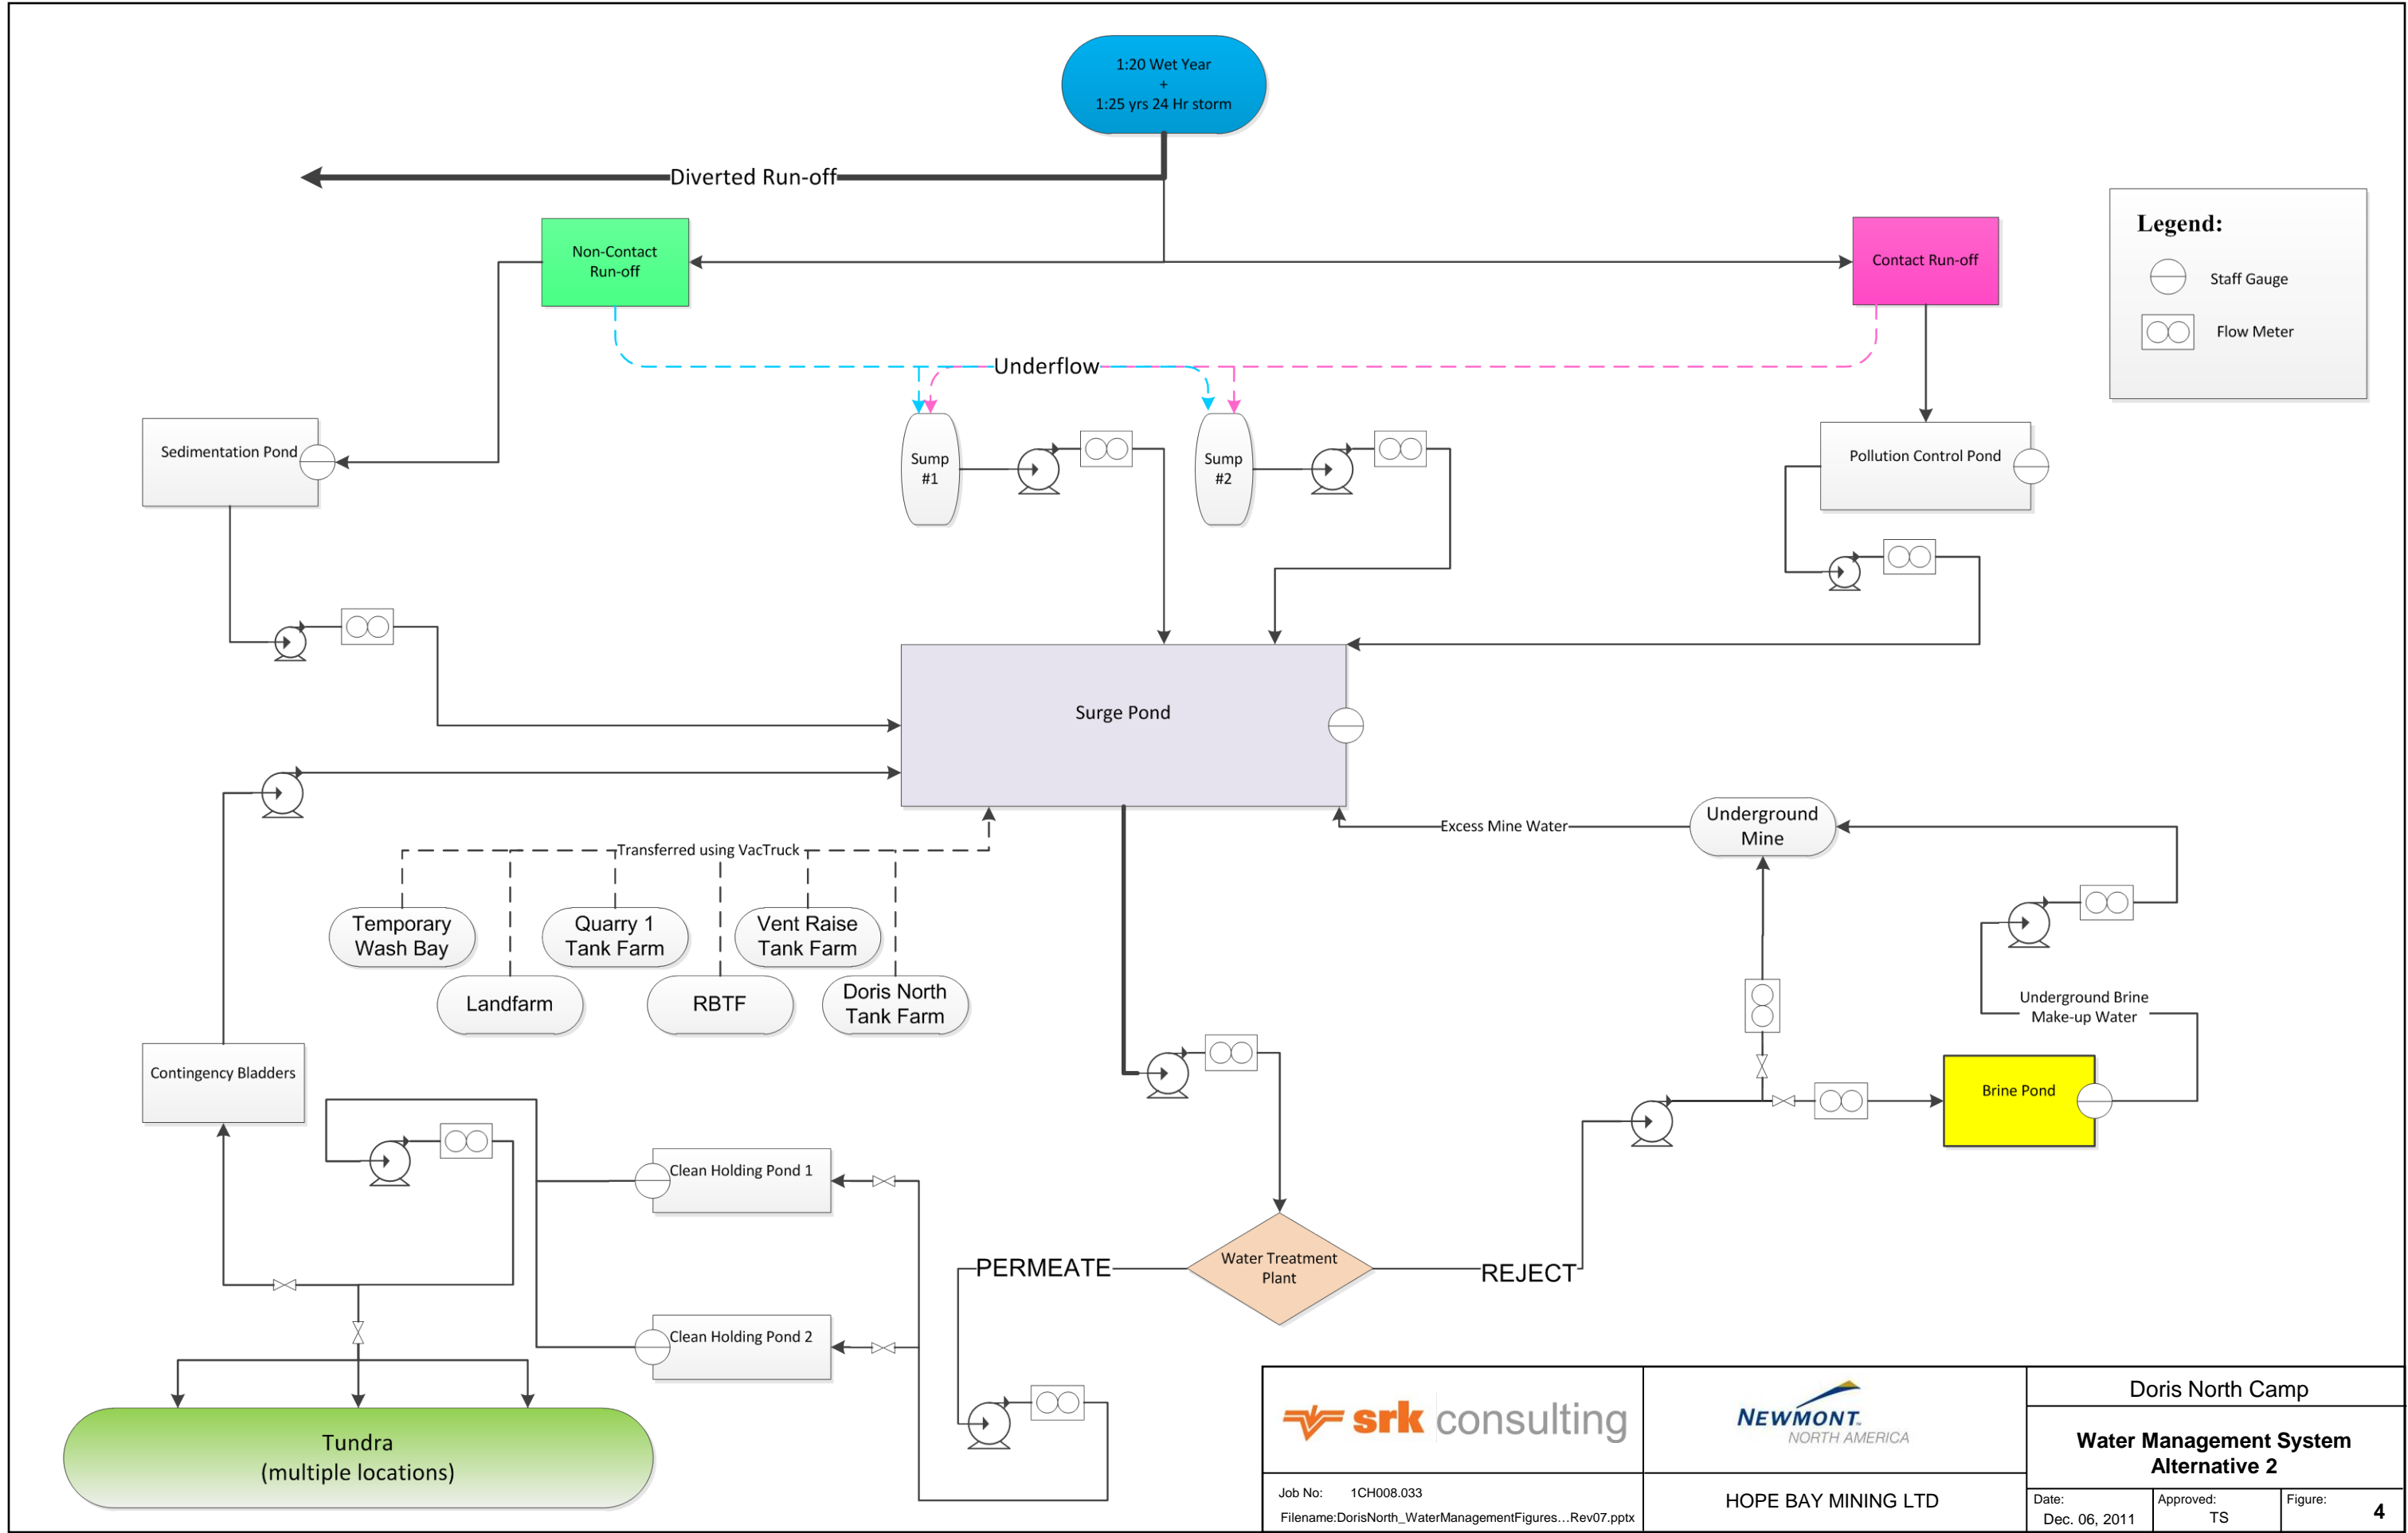 1:20 Wet Year
+
1:25 yrs 24 Hr storm
Diverted Run-off
Non-Contact
Run-off
Contact Run-off
Legend:
Staff Gauge
Flow Meter
Underflow
Sedimentation Pond
Sump
#1
Sump
#2
Pollution Control Pond
Surge Pond
Excess Mine Water
Underground
Mine
Transferred using VacTruck
Temporary
Wash Bay
Quarry 1
Tank Farm
Vent Raise
Tank Farm
Landfarm
RBTF
Doris North
Tank Farm
Underground Brine
Make-up Water
Contingency Bladders
Brine Pond
Clean Holding Pond 1
Water Treatment
Plant
PERMEATE
REJECT
Clean Holding Pond 2
Tundra
(multiple locations)
srk consulting
NEWMONT™
NORTH AMERICA
Doris North Camp
Water Management System
Alternative 2
Job No: 1CH008.033
Filename:DorisNorth_WaterManagementFigures...Rev07.pptx
HOPE BAY MINING LTD
Date:
Dec. 06, 2011
Approved:
TS
Figure:
4